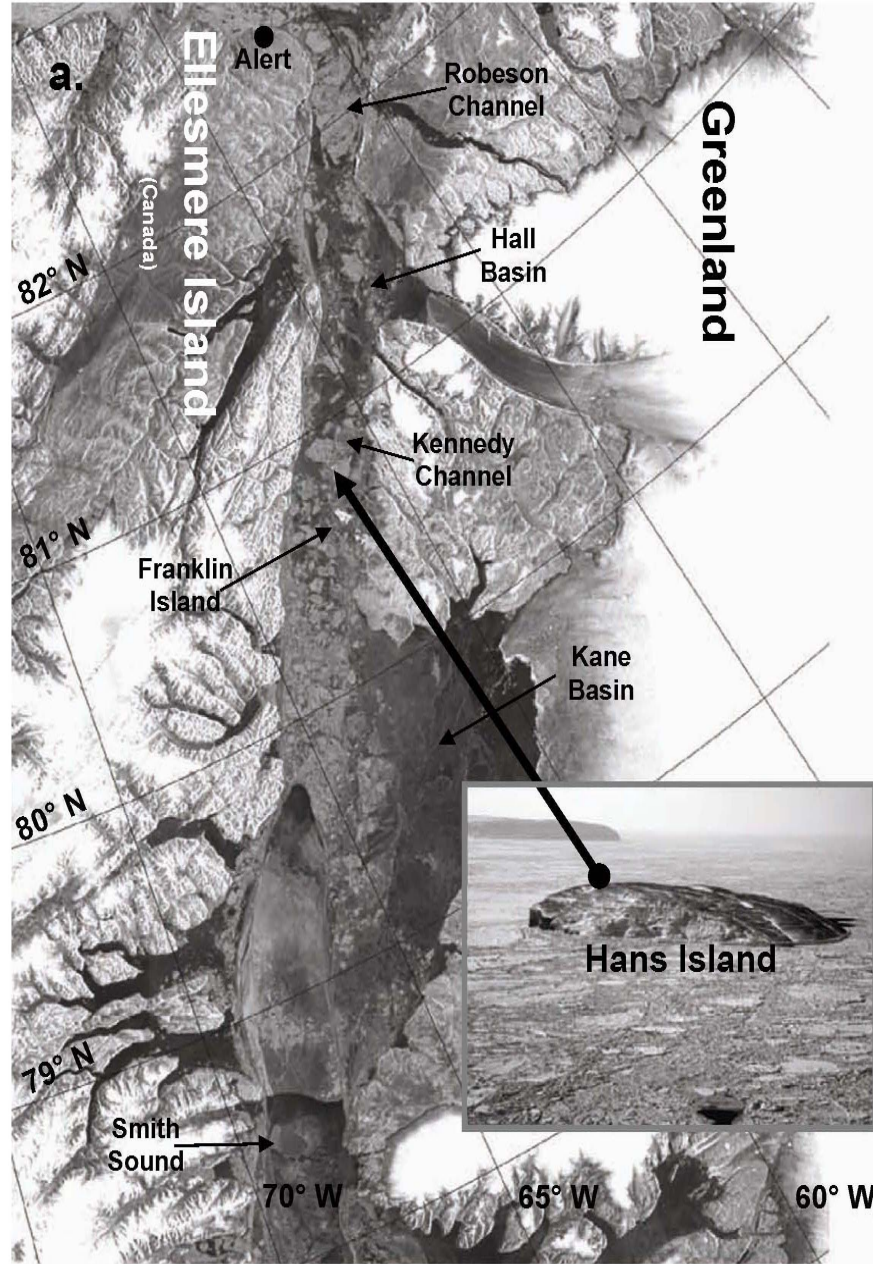 a.
Alert
Ellesmere Island
(Canada)
Robeson
Channel
Greenland
Hall
Basin
82° N
Kennedy
Channel
81° N
Franklin
Island
Kane
Basin
80° N
Hans Island
79° N
Smith
Sound
70° W
65° W
60° W